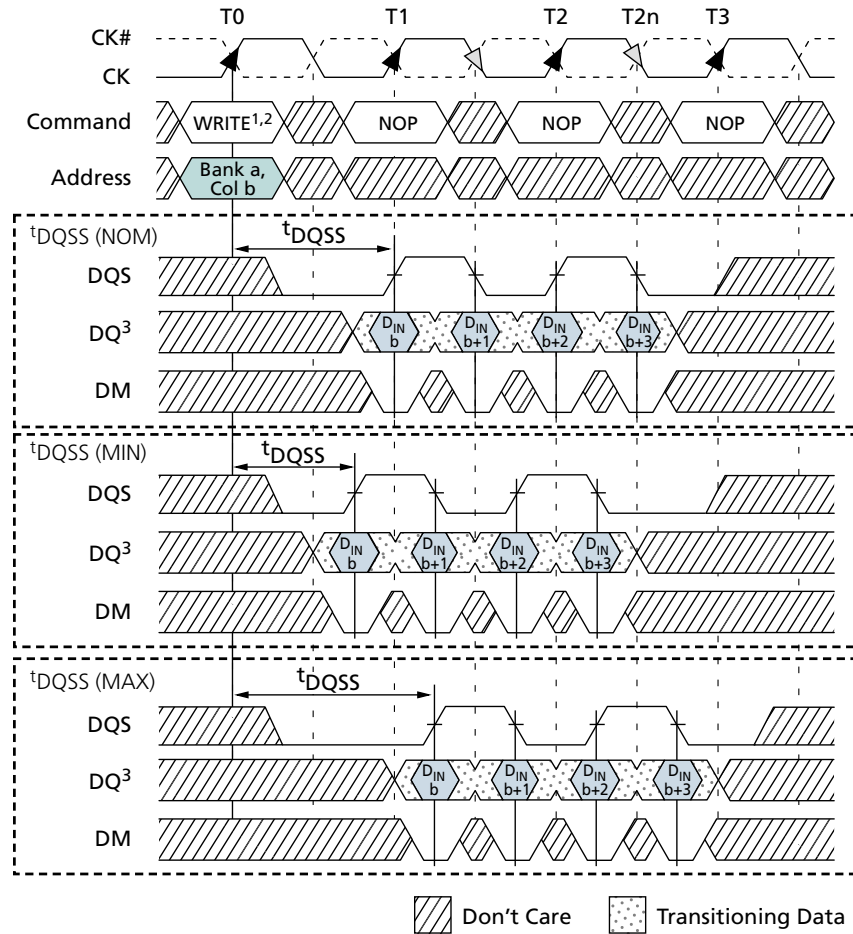 T0 T1 T2 T2n T3
CK#
CK
Command WRITE1,2 NOP NOP NOP
Address Bank a, Col b
tDQSS (NOM) tDQSS
DQS
DQ3 DIN b DIN b+1 DIN b+2 DIN b+3
DM
tDQSS (MIN) tDQSS
DQS
DQ3 DIN b DIN b+1 DIN b+2 DIN b+3
DM
tDQSS (MAX) tDQSS
DQS
DQ3 DIN b DIN b+1 DIN b+2 DIN b+3
DM
Don't Care Transitioning Data